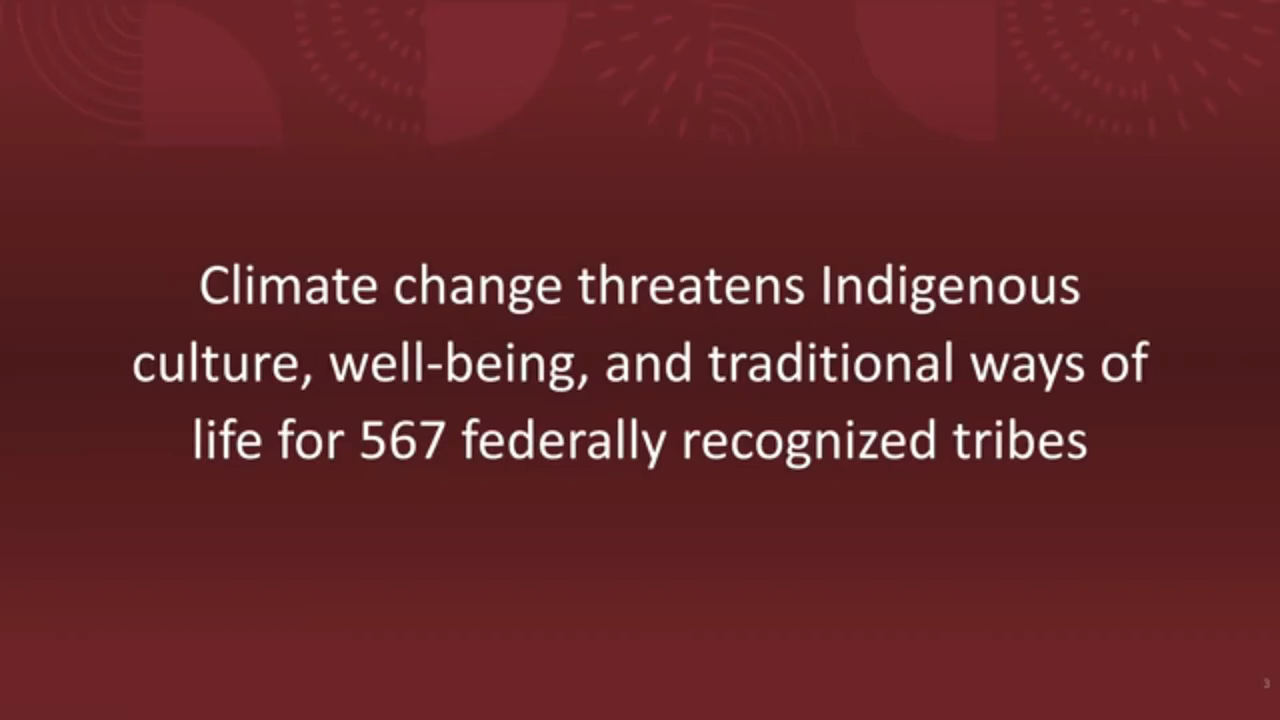 Climate change threatens Indigenous
culture, well-being, and traditional ways of
life for 567 federally recognized tribes
3